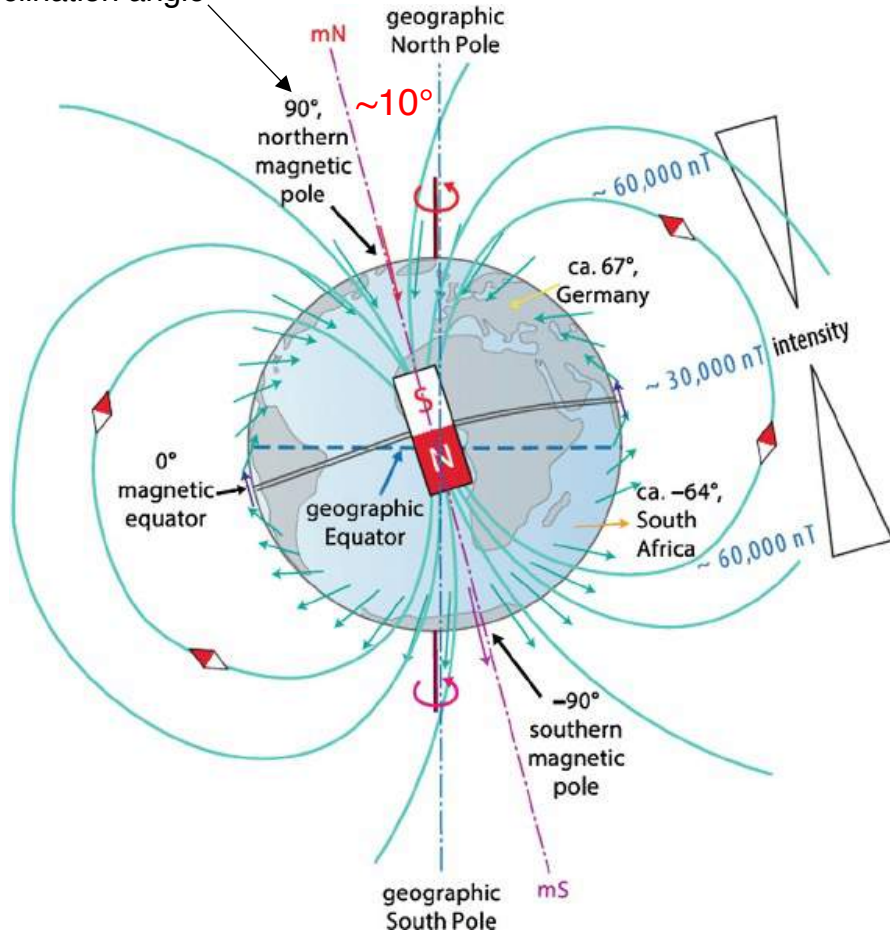 clination angle
geographic
North Pole
mN
~10°
90°,
northern
magnetic
pole
~ 60,000 nT
ca. 67°,
Germany
intensity
~ 30,000 nT
S
N
0°
magnetic
equator
geographic
Equator
ca. –64°,
South
Africa
~ 60,000 nT
–90°
southern
magnetic
pole
geographic
South Pole
mS